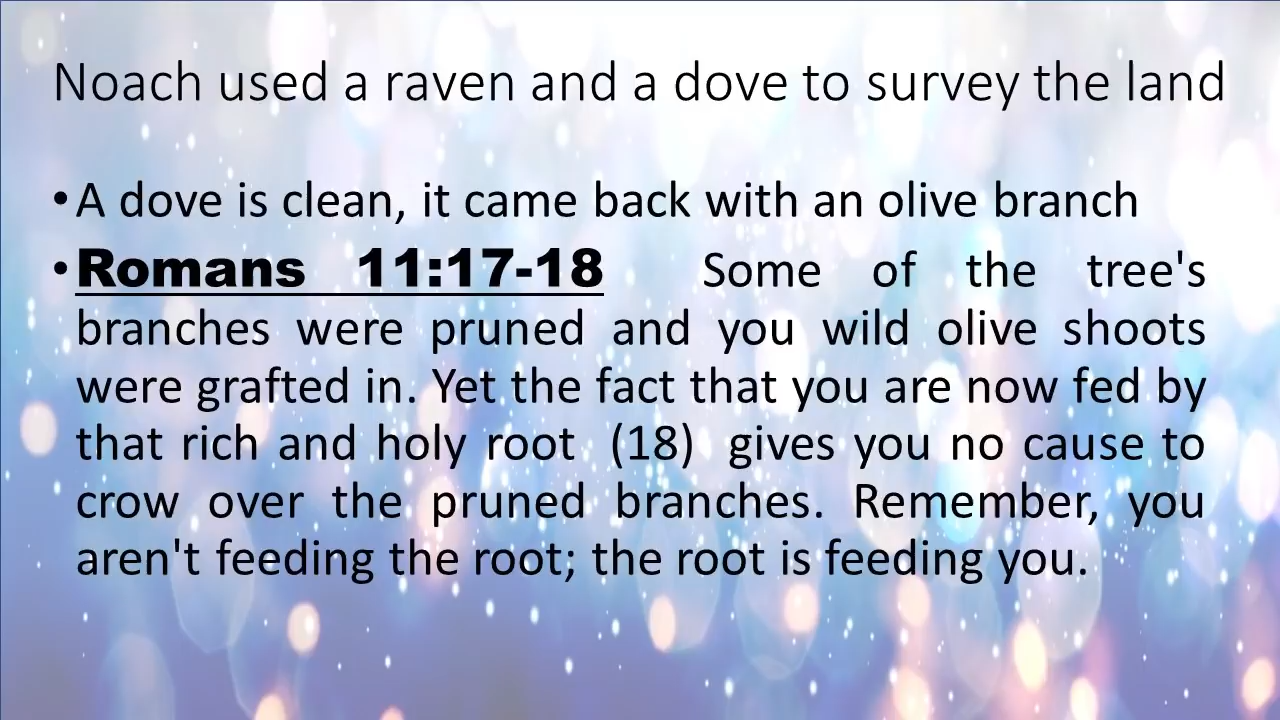 Noach used a raven and a dove to survey the land
•A dove is clean, it came back with an olive branch
•Romans 11:17-18 Some of the tree's
branches were pruned and you wild olive shoots
were grafted in. Yet the fact that you are now fed by
that rich and holy root (18) gives you no cause to
crow over the pruned branches. Remember, you
aren't feeding the root; the root is feeding you.